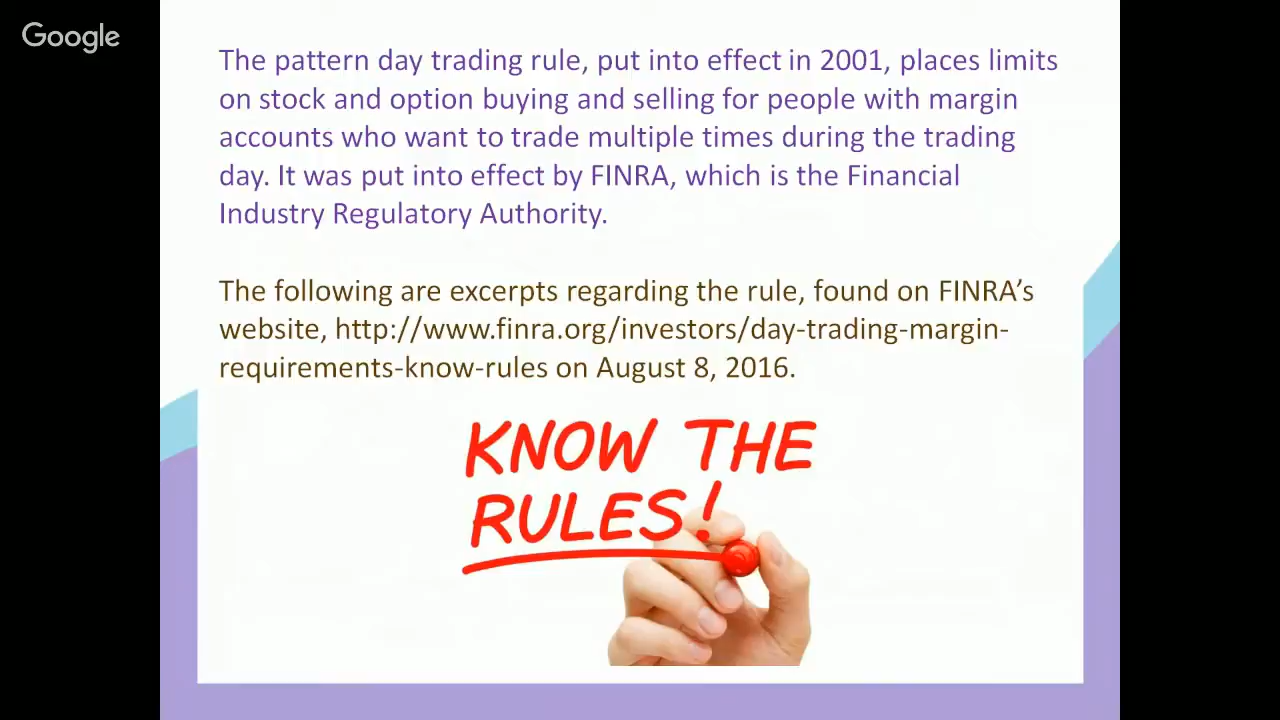 Google
The pattern day trading rule, put into effect in 2001, places limits
on stock and option buying and selling for people with margin
accounts who want to trade multiple times during the trading
day. It was put into effect by FINRA, which is the Financial
Industry Regulatory Authority.
The following are excerpts regarding the rule, found on FINRA's
website, http://www.finra.org/investors/day-trading-margin-
requirements-know-rules on August 8, 2016.
KNOW THE
RULES!